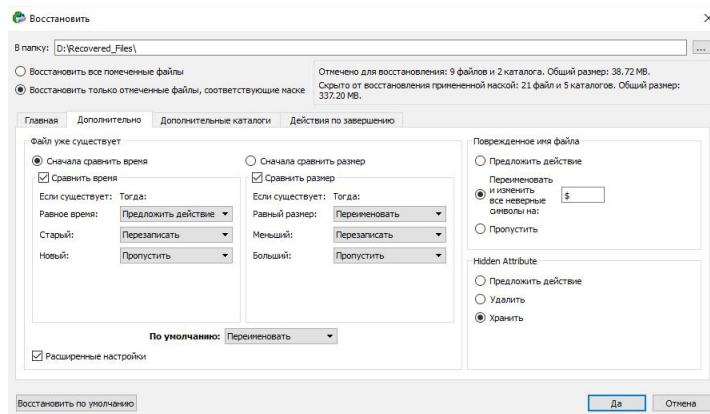 Восстановить
В папку: D:\Recovered_Files\ ...
Восстановить все помеченные файлы
Восстановить только отмеченные файлы, соответствующие маске
Отмечено для восстановления: 9 файлов и 2 каталога. Общий размер: 38.72 MB.
Скрыто от восстановления примененной маской: 21 файл и 5 каталогов. Общий размер:
337.20 MB.
Главная Дополнительно Дополнительные каталоги Действия по завершению
Файл уже существует
Сначала сравнить время Сначала сравнить размер
Сравнить время Сравнить размер
Если существует: Тогда: Если существует: Тогда:
Равное время: Предложить действие Равный размер: Переименовать
Старый: Перезаписать Меньший: Перезаписать
Новый: Пропустить Больший: Пропустить
По умолчанию: Переименовать
Расширенные настройки
Поврежденное имя файла
Предложить действие
Переименовать
и изменить
все неверные
символы на: $
Пропустить
Hidden Attribute
Предложить действие
Удалить
Хранить
Восстановить по умолчанию Да Отмена